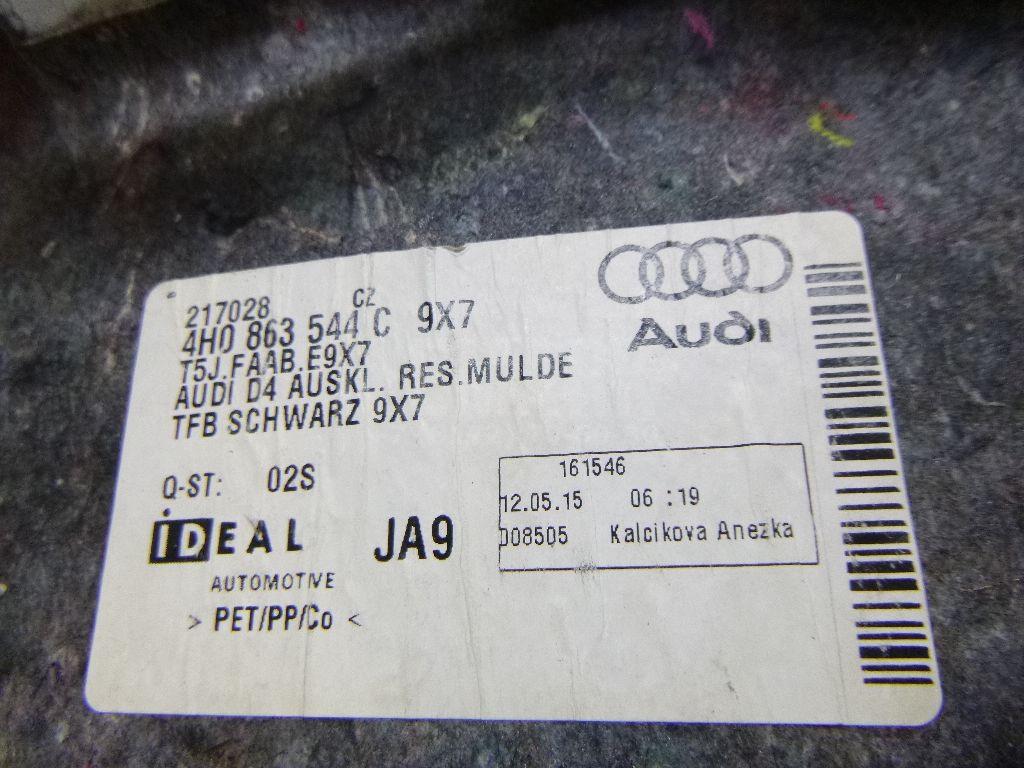 217028 CZ
4H0 863 544 C 9X7
T5J.FAAB.E9X7
AUDI D4 AUSKL. RES.MULDE
TFB SCHWARZ 9X7
Audi
Q-ST: 02S
iDEAL
AUTOMOTIVE
> PET/PP/Co <
JA9
161546
12.05.15 06:19
D08505 Kalcikova Anezka